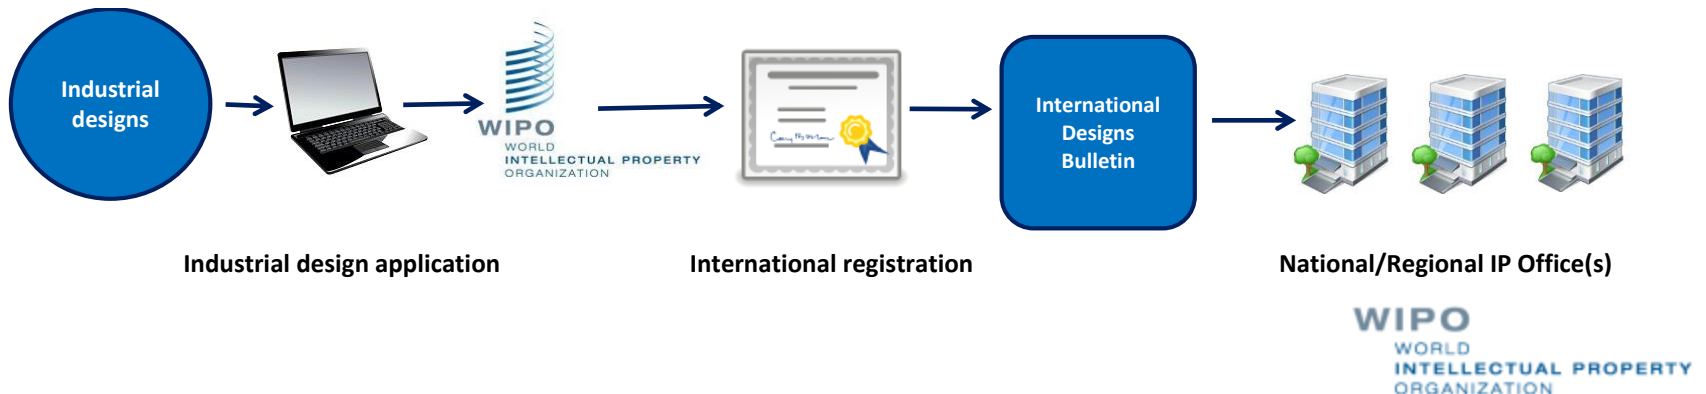 Industrial
designs
WIPO
WORLD
INTELLECTUAL PROPERTY
ORGANIZATION
International
Designs
Bulletin
Industrial design application
International registration
National/Regional IP Office(s)
WIPO
WORLD
INTELLECTUAL PROPERTY
ORGANIZATION